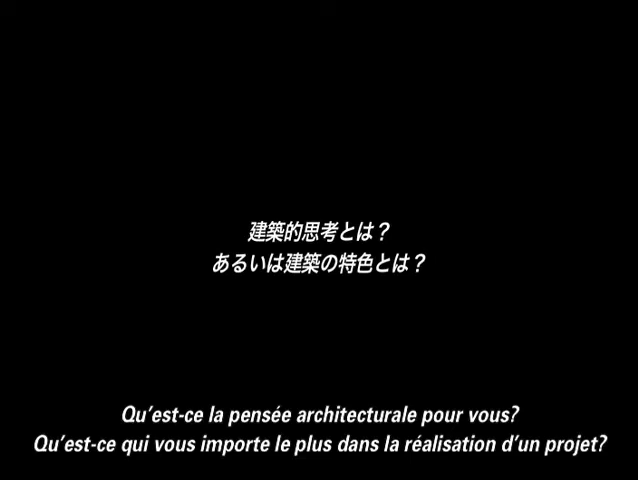 建築的思考とは？
あるいは建築の特色とは？
Qu’est-ce la pensée architecturale pour vous?
Qu’est-ce qui vous importe le plus dans la réalisation d’un projet?